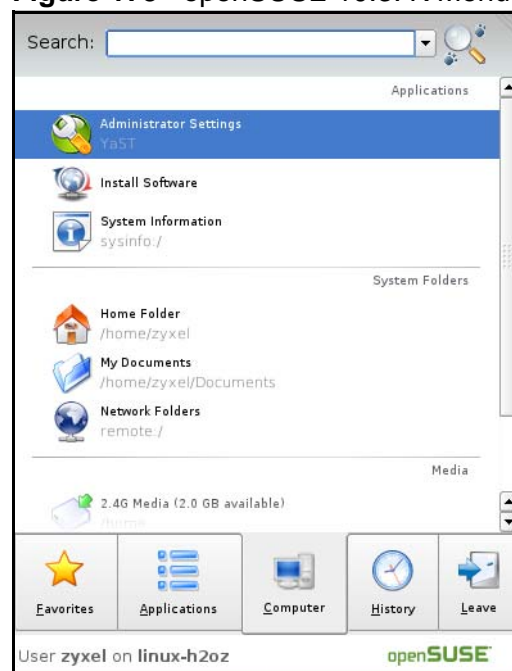 Search:
Applications
Administrator Settings
YaST
Install Software
System Information
sysinfo:/
System Folders
Home Folder
/home/zyxel
My Documents
/home/zyxel/Documents
Network Folders
remote:/
Media
2.4G Media (2.0 GB available)
/home
Favorites Applications Computer History Leave
User zyxel on linux-h2oz openSUSE